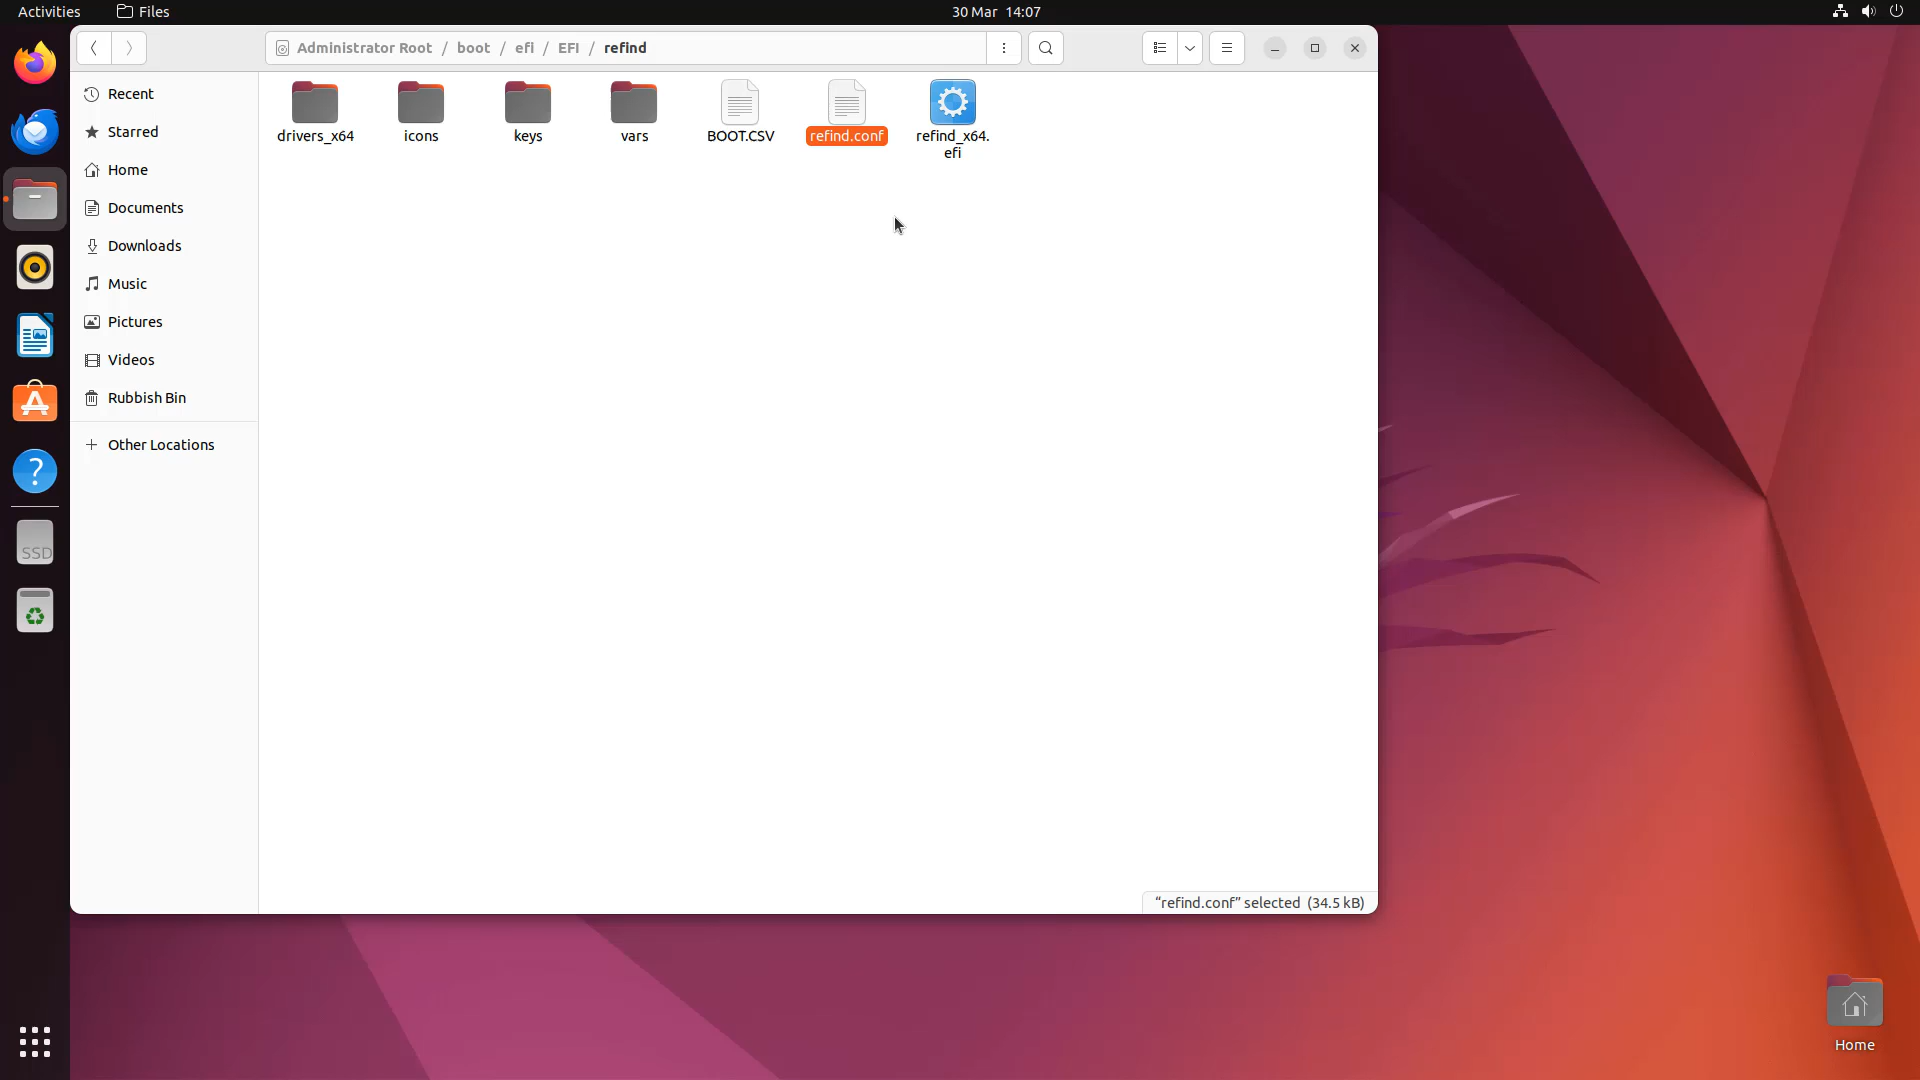 Activities Files 30 Mar 14:07
Administrator Root / boot / efi / EFI / refind
Recent
Starred
Home
Documents
Downloads
Music
Pictures
Videos
Rubbish Bin
Other Locations
drivers_x64 icons keys vars BOOT.CSV refind.conf refind_x64.
efi
"refind.conf" selected (34.5 kB)
SSD
Home